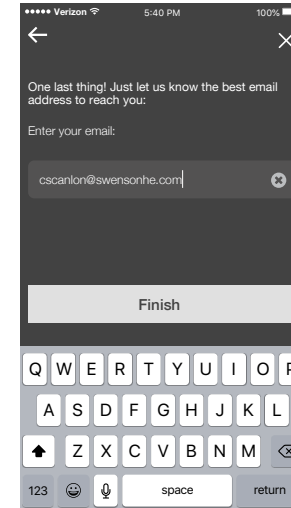 Verizon 5:40 PM 100%
One last thing! Just let us know the best email
address to reach you:
Enter your email:
cscanlon@swensonhe.com
Finish
Q W E R T Y U I O P
A S D F G H J K L
Z X C V B N M
123 space return